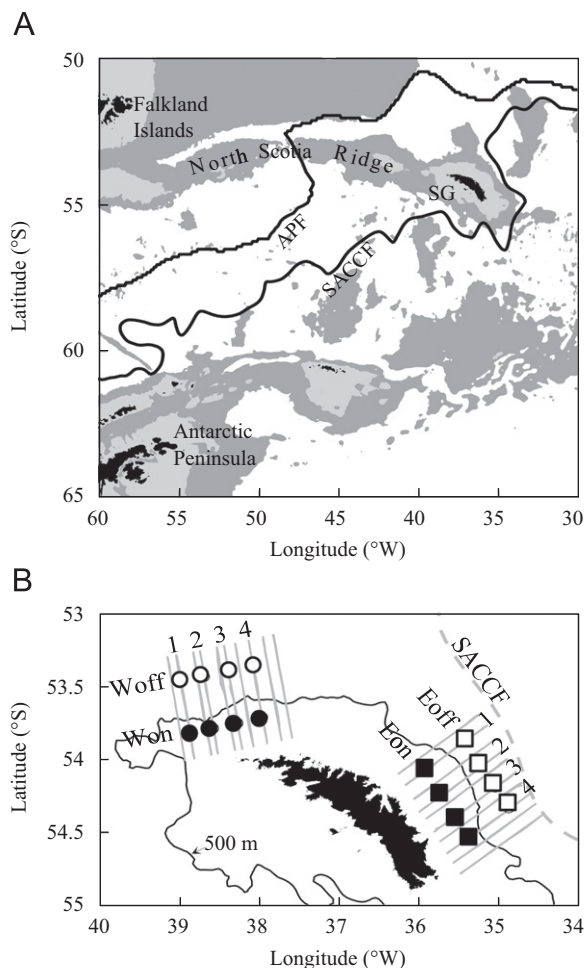 A
50
55
60
65
Latitude (°S)
Falkland
Islands
North Scotia Ridge
SG
APF
SACCF
Antarctic
Peninsula
60 55 50 45 40 35 30
Longitude (°W)
B
53
53.5
54
54.5
55
Latitude (°S)
1 2 3 4
Woff
Won
SACCF
Eoff
Eon
1
2
3
4
500 m
40 39 38 37 36 35 34
Longitude (°W)